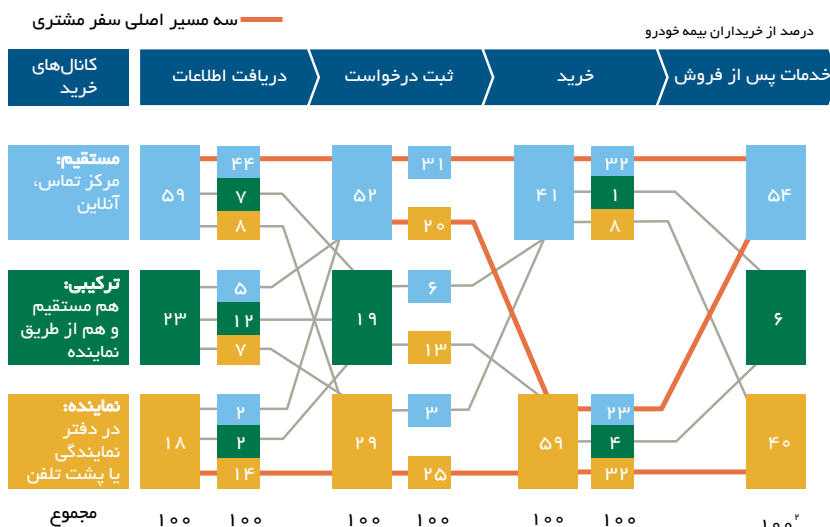 سه مسیر اصلی سفر مشتری
درصد از خریداران بیمه خودرو
کانال‌های
خرید
دریافت اطلاعات
ثبت درخواست
خرید
خدمات پس از فروش
مستقیم:
مرکز تماس،
آنلاین
۵۹
۴۴
۷
۸
۵۲
۳۱
۲۰
۴۱
۳۲
۱
۸
۵۴
ترکیبی:
هم مستقیم
و هم از طریق
نماینده
۲۳
۵
۱۲
۷
۱۹
۶
۱۳
۶
نماینده:
در دفتر
نمایندگی
یا پشت تلفن
۱۸
۲
۲
۱۴
۲۹
۳
۲۵
۵۹
۲۳
۴
۳۲
۴۰
مجموع
۱۰۰
۱۰۰
۱۰۰
۱۰۰
۱۰۰
۱۰۰
۱۰۰²